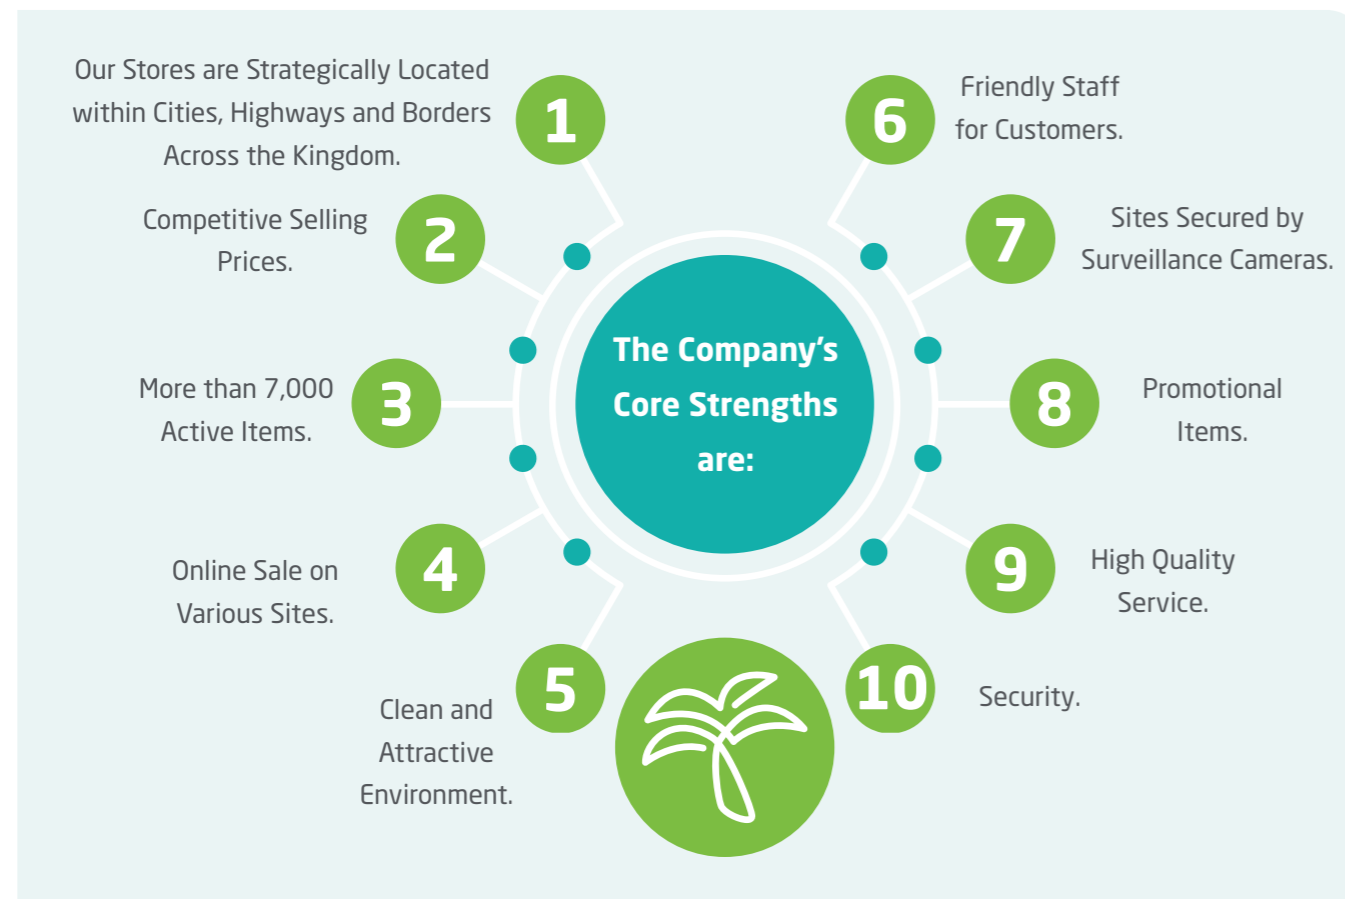 The Company's
Core Strengths
are:
1
Our Stores are Strategically Located
within Cities, Highways and Borders
Across the Kingdom.
2
Competitive Selling
Prices.
3
More than 7,000
Active Items.
4
Online Sale on
Various Sites.
5
Clean and
Attractive
Environment.
6
Friendly Staff
for Customers.
7
Sites Secured by
Surveillance Cameras.
8
Promotional
Items.
9
High Quality
Service.
10
Security.